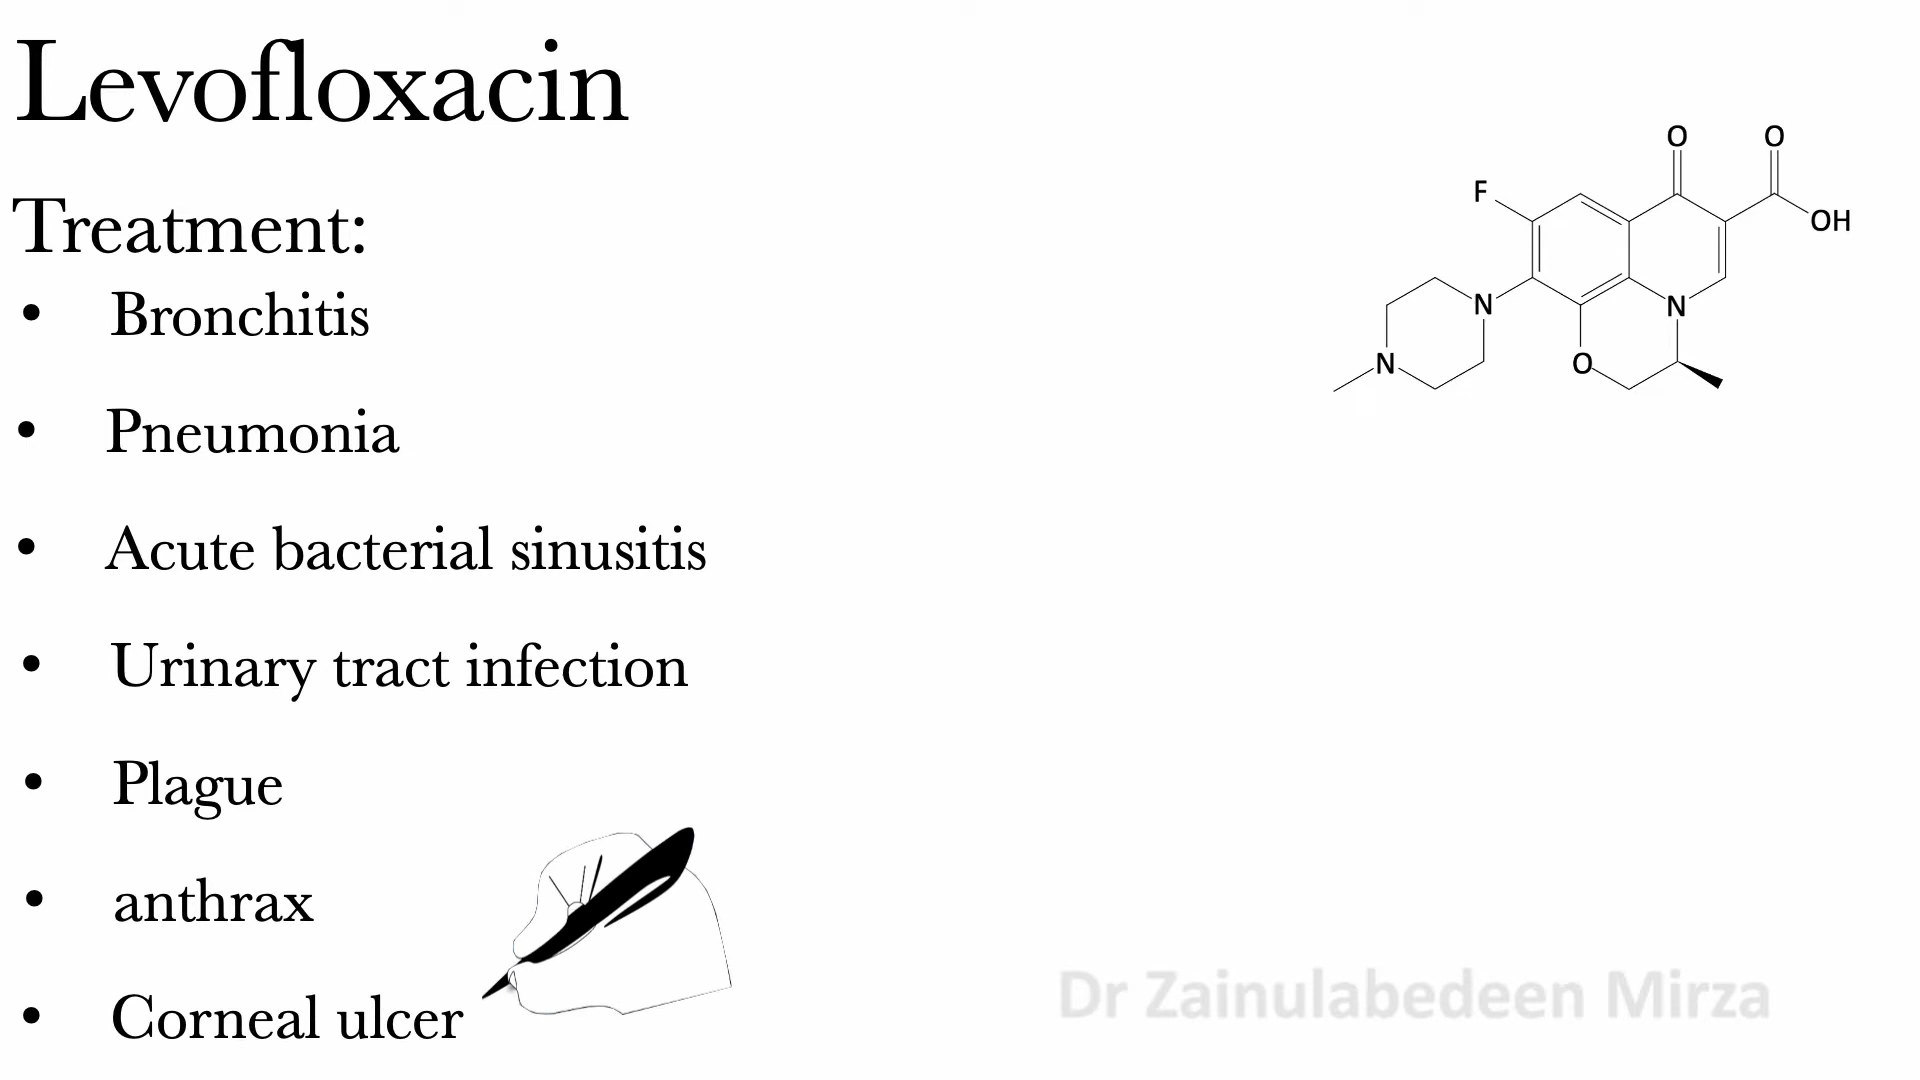 Levofloxacin
Treatment:
• Bronchitis
• Pneumonia
• Acute bacterial sinusitis
• Urinary tract infection
• Plague
• anthrax
• Corneal ulcer
O O
F
OH
N
N
N
O
Dr Zainulabedeen Mirza